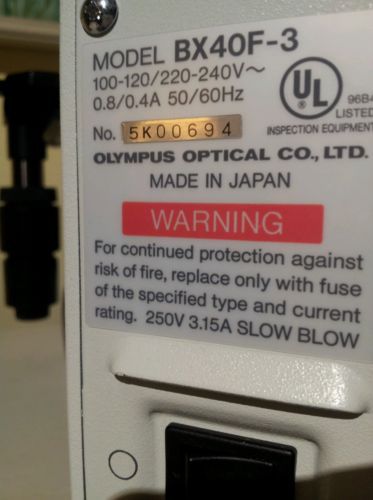 MODEL BX40F-3
100-120/220-240V~
0.8/0.4A 50/60Hz
UL
96B4
LISTED
No. 5K00694
INSPECTION EQUIPMENT
OLYMPUS OPTICAL CO., LTD.
MADE IN JAPAN
WARNING
For continued protection against
risk of fire, replace only with fuse
of the specified type and current
rating. 250V 3.15A SLOW BLOW